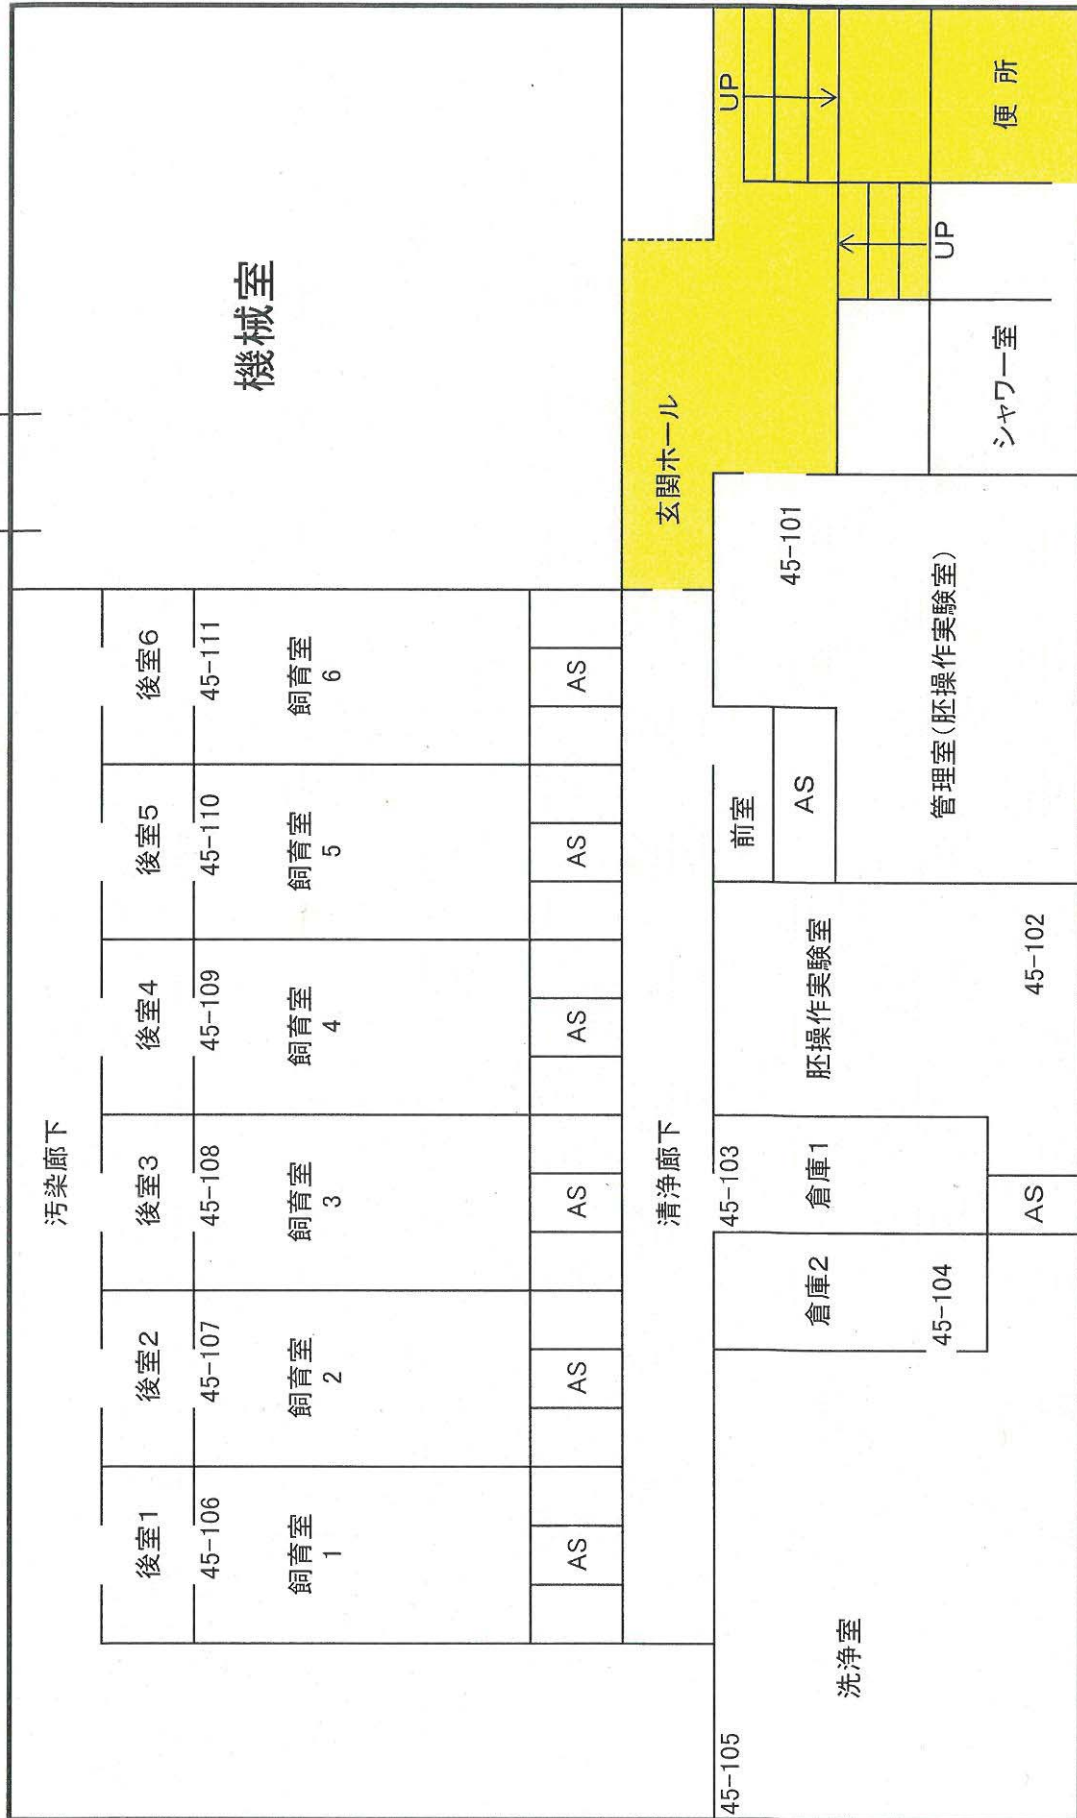 汚染廊下
後室1
後室2
後室3
後室4
後室5
後室6
45-106
45-107
45-108
45-109
45-110
45-111
飼育室
1
飼育室
2
飼育室
3
飼育室
4
飼育室
5
飼育室
6
機械室
AS
AS
AS
AS
AS
AS
清浄廊下
玄関ホール
45-105
45-103
前室
UP
洗浄室
倉庫2
倉庫1
胚操作実験室
AS
45-101
45-104
管理室(胚操作実験室)
UP
AS
45-102
シャワー室
便所